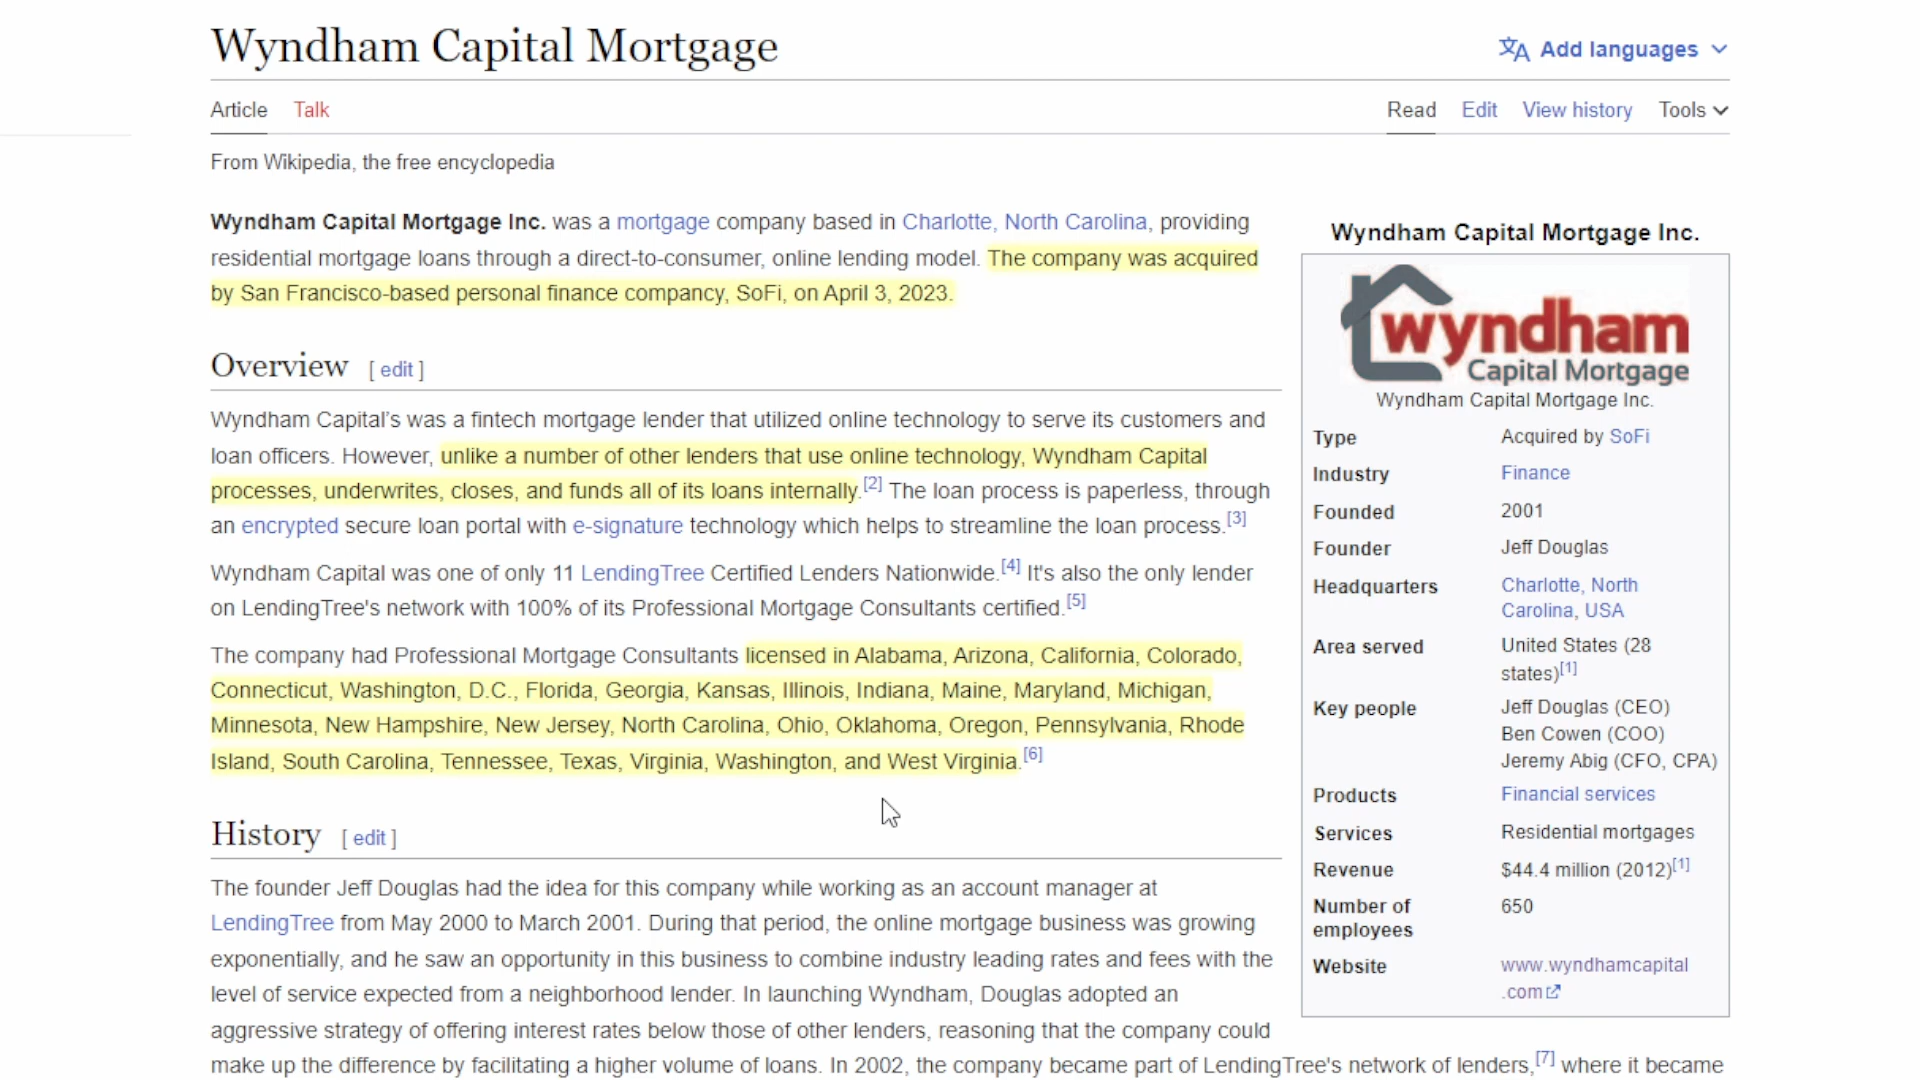 Wyndham Capital Mortgage
Add languages
Article Talk
Read Edit View history Tools
From Wikipedia, the free encyclopedia
Wyndham Capital Mortgage Inc. was a mortgage company based in Charlotte, North Carolina, providing
residential mortgage loans through a direct-to-consumer, online lending model. The company was acquired
by San Francisco-based personal finance compancy, SoFi, on April 3, 2023.
Overview [ edit ]
Wyndham Capital's was a fintech mortgage lender that utilized online technology to serve its customers and
loan officers. However, unlike a number of other lenders that use online technology, Wyndham Capital
processes, underwrites, closes, and funds all of its loans internally.[2] The loan process is paperless, through
an encrypted secure loan portal with e-signature technology which helps to streamline the loan process.[3]
Wyndham Capital was one of only 11 LendingTree Certified Lenders Nationwide.[4] It's also the only lender
on LendingTree's network with 100% of its Professional Mortgage Consultants certified.[5]
The company had Professional Mortgage Consultants licensed in Alabama, Arizona, California, Colorado,
Connecticut, Washington, D.C., Florida, Georgia, Kansas, Illinois, Indiana, Maine, Maryland, Michigan,
Minnesota, New Hampshire, New Jersey, North Carolina, Ohio, Oklahoma, Oregon, Pennsylvania, Rhode
Island, South Carolina, Tennessee, Texas, Virginia, Washington, and West Virginia.[6]
History [ edit ]
The founder Jeff Douglas had the idea for this company while working as an account manager at
LendingTree from May 2000 to March 2001. During that period, the online mortgage business was growing
exponentially, and he saw an opportunity in this business to combine industry leading rates and fees with the
level of service expected from a neighborhood lender. In launching Wyndham, Douglas adopted an
aggressive strategy of offering interest rates below those of other lenders, reasoning that the company could
make up the difference by facilitating a higher volume of loans. In 2002, the company became part of LendingTree's network of lenders,[7] where it became
Wyndham Capital Mortgage Inc.
wyndham
Capital Mortgage
Wyndham Capital Mortgage Inc.
Type Acquired by SoFi
Industry Finance
Founded 2001
Founder Jeff Douglas
Headquarters Charlotte, North
Carolina, USA
Area served United States (28
states)[1]
Key people Jeff Douglas (CEO)
Ben Cowen (COO)
Jeremy Abig (CFO, CPA)
Products Financial services
Services Residential mortgages
Revenue $44.4 million (2012)[1]
Number of 650
employees
Website www.wyndhamcapital
.com